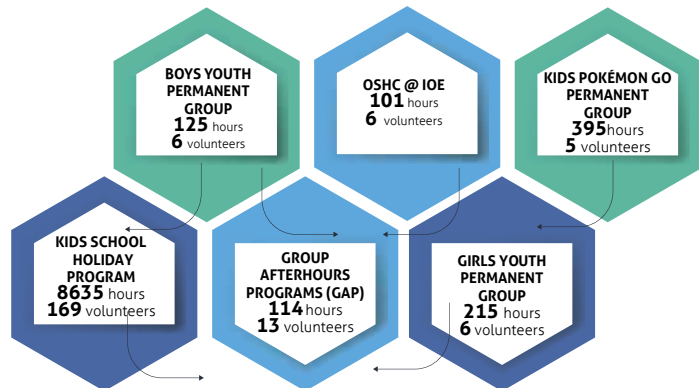 BOYS YOUTH
PERMANENT
GROUP
125 hours
6 volunteers
OSHC @ IOE
101 hours
6 volunteers
KIDS POKÉMON GO
PERMANENT
GROUP
395 hours
5 volunteers
KIDS SCHOOL
HOLIDAY
PROGRAM
8635 hours
169 volunteers
GROUP
AFTERHOURS
PROGRAMS (GAP)
114 hours
13 volunteers
GIRLS YOUTH
PERMANENT
GROUP
215 hours
6 volunteers